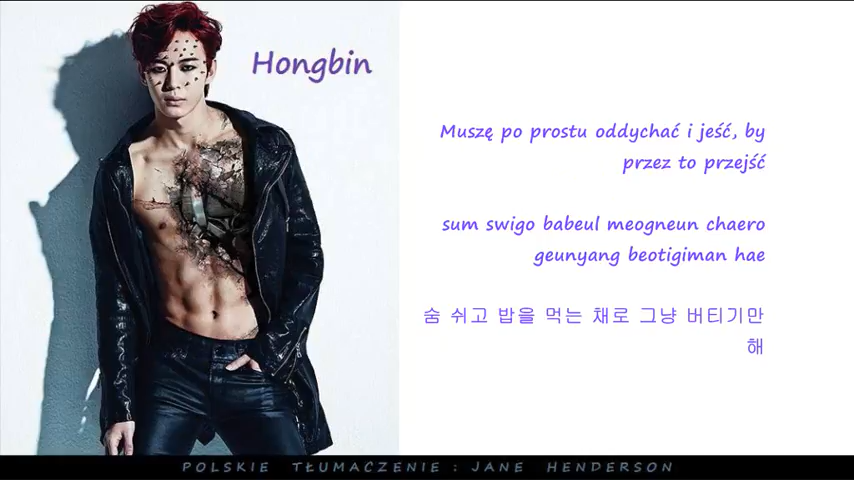 Hongbin
Muszę po prostu oddychać i jeść, by
przez to przejść
sum swigo babeul meogneun chaero
geunyang beotigiman hae
숨 쉬고 밥을 먹는 채로 그냥 버티기만
해
POLSKIE TŁUMACZENIE : JANE HENDERSON